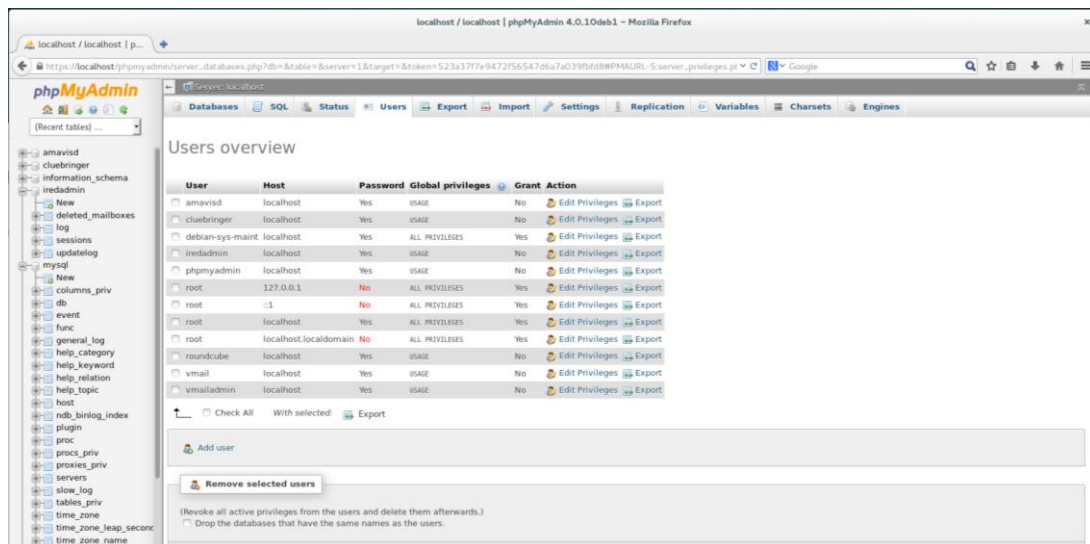 localhost / localhost | phpMyAdmin 4.0.10deb1 - Mozilla Firefox
localhost / localhost | p...
https://localhost/phpmyadmin/server_databases.php?db=&table=&server=1&target=&token=523a37f7e9472f56547d6a7a039fbfd8#PMAURL-5:server_privileges.pl
Google
phpMyAdmin
(Recent tables) ...
amavisd
cluebringer
information_schema
iredadmin
New
deleted_mailboxes
log
sessions
updatelog
mysql
New
columns_priv
db
event
func
general_log
help_category
help_keyword
help_relation
help_topic
host
ndb_binlog_index
plugin
proc
procs_priv
proxies_priv
servers
slow_log
tables_priv
time_zone
time_zone_leap_second
time_zone_name
Server: localhost
Databases SQL Status Users Export Import Settings Replication Variables Charsets Engines
Users overview
User Host Password Global privileges Grant Action
amavisd localhost Yes USAGE No Edit Privileges Export
cluebringer localhost Yes USAGE No Edit Privileges Export
debian-sys-maint localhost Yes ALL PRIVILEGES Yes Edit Privileges Export
iredadmin localhost Yes USAGE No Edit Privileges Export
phpmyadmin localhost Yes USAGE No Edit Privileges Export
root 127.0.0.1 No ALL PRIVILEGES Yes Edit Privileges Export
root ::1 No ALL PRIVILEGES Yes Edit Privileges Export
root localhost Yes ALL PRIVILEGES Yes Edit Privileges Export
root localhost.localdomain No ALL PRIVILEGES Yes Edit Privileges Export
roundcube localhost Yes USAGE No Edit Privileges Export
vmail localhost Yes USAGE No Edit Privileges Export
vmailadmin localhost Yes USAGE No Edit Privileges Export
Check All With selected: Export
Add user
Remove selected users
(Revoke all active privileges from the users and delete them afterwards.)
Drop the databases that have the same names as the users.